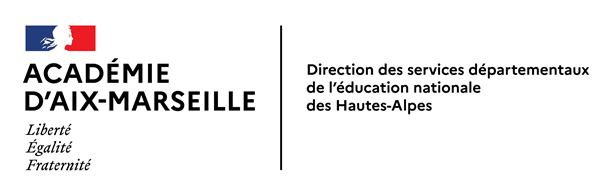 ACADÉMIE
D'AIX-MARSEILLE
Liberté
Égalité
Fraternité
Direction des services départementaux
de l'éducation nationale
des Hautes-Alpes